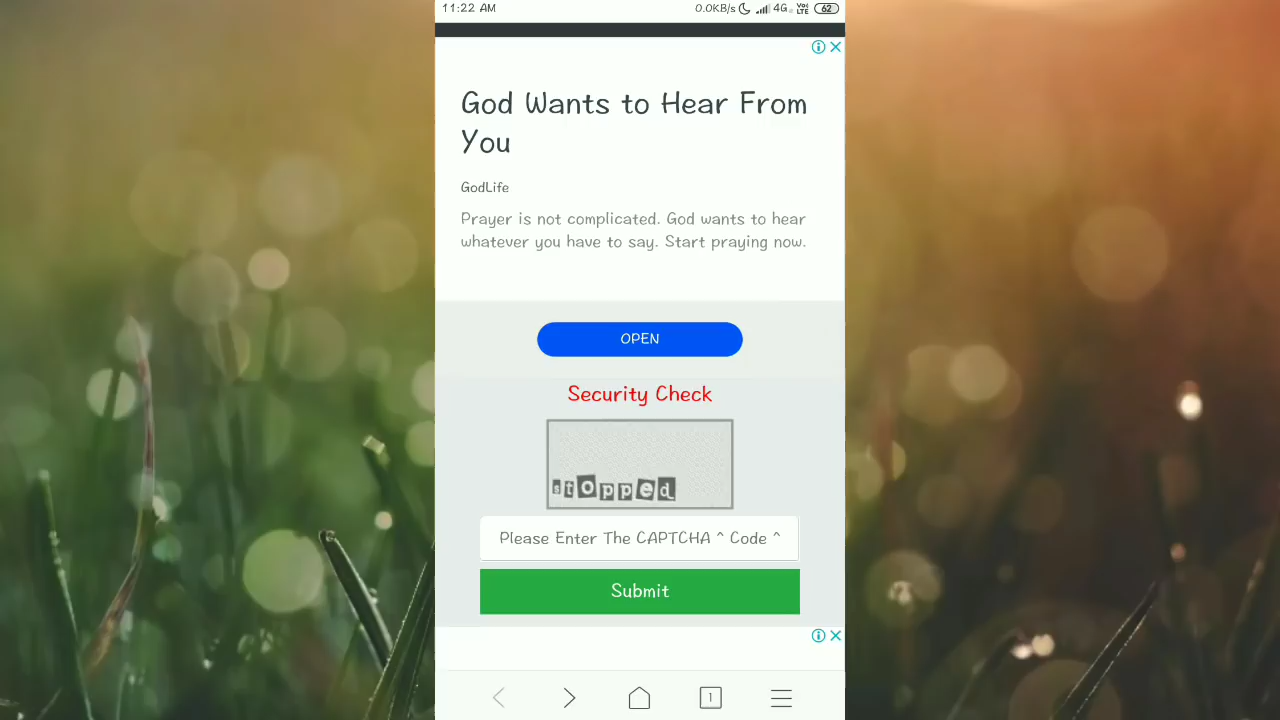 11:22 AM
0.0KB/s 4G VoLTE 62
God Wants to Hear From
You
GodLife
Prayer is not complicated. God wants to hear
whatever you have to say. Start praying now.
OPEN
Security Check
stopped
Please Enter The CAPTCHA ^ Code ^
Submit
1